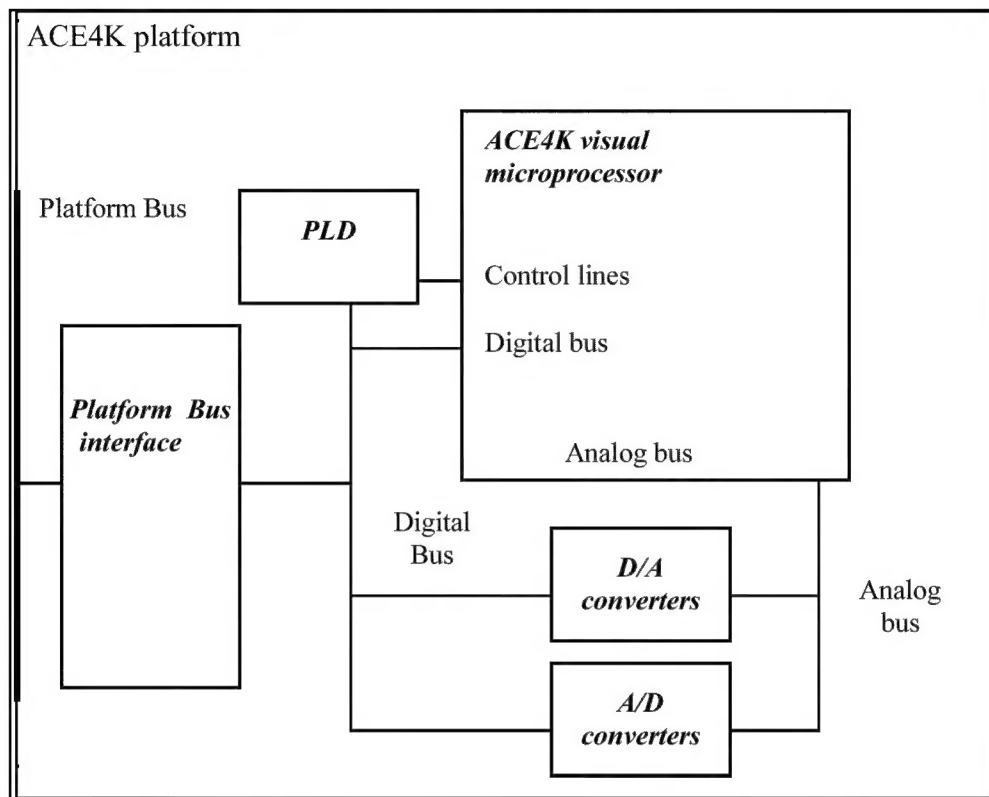 ACE4K platform
ACE4K visual
microprocessor
Platform Bus
PLD
Control lines
Digital bus
Platform Bus
interface
Analog bus
Digital
Bus
D/A
converters
Analog
bus
A/D
converters